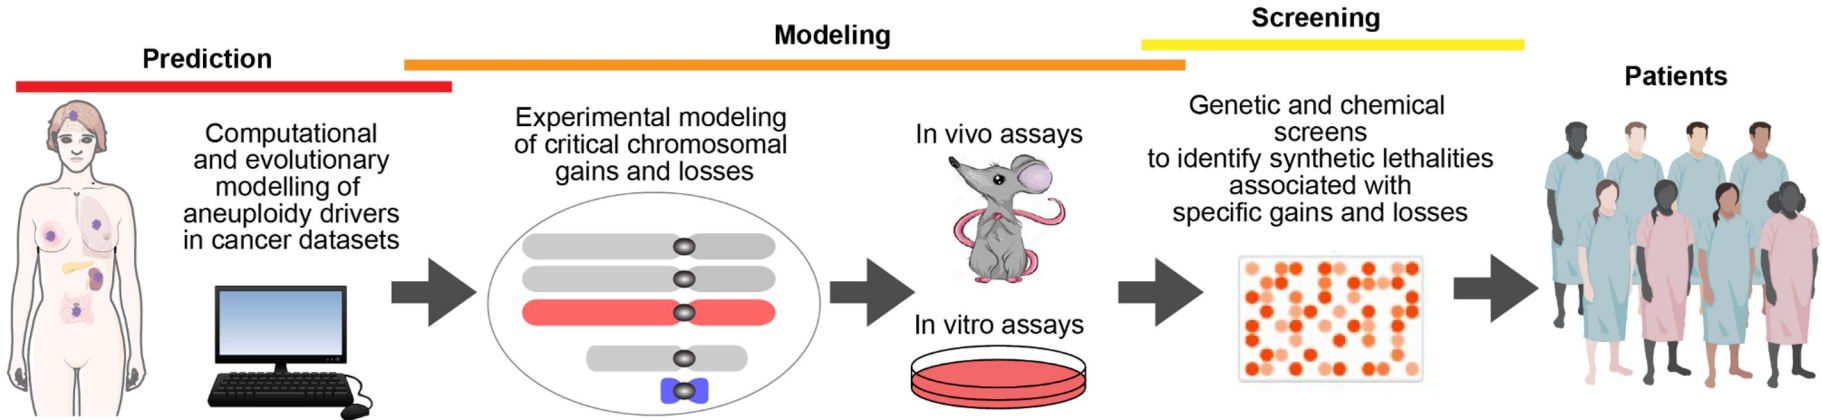 Prediction
Modeling
Screening
Patients
Computational
and evolutionary
modelling of
aneuploidy drivers
in cancer datasets
Experimental modeling
of critical chromosomal
gains and losses
In vivo assays
In vitro assays
Genetic and chemical
screens
to identify synthetic lethalities
associated with
specific gains and losses